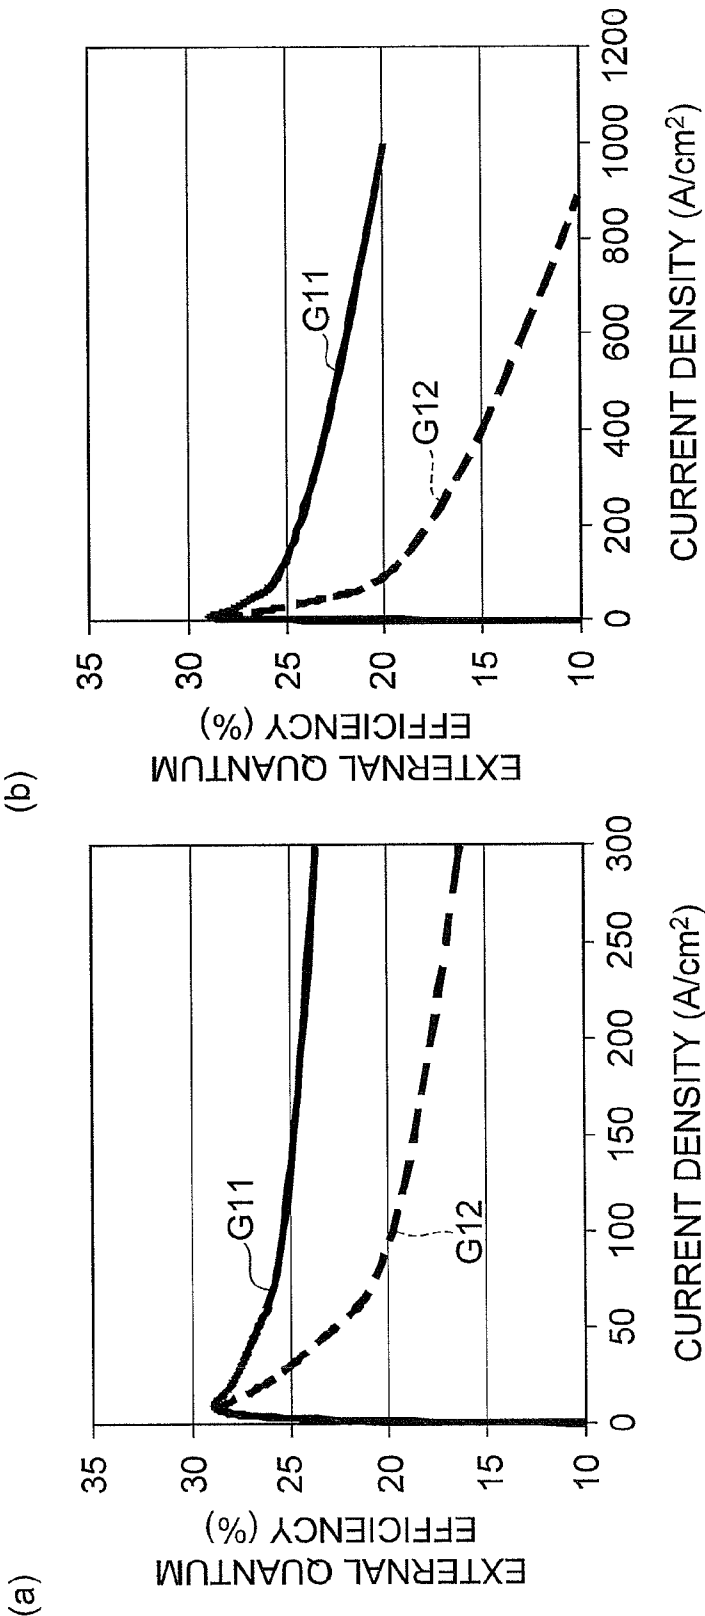 (a)
EXTERNAL QUANTUM
EFFICIENCY (%)
35
30
25
20
15
10
0
50
100
150
200
250
300
G11
G12
CURRENT DENSITY (A/cm²)
(b)
EXTERNAL QUANTUM
EFFICIENCY (%)
35
30
25
20
15
10
0
200
400
600
800
1000
1200
G11
G12
CURRENT DENSITY (A/cm²)